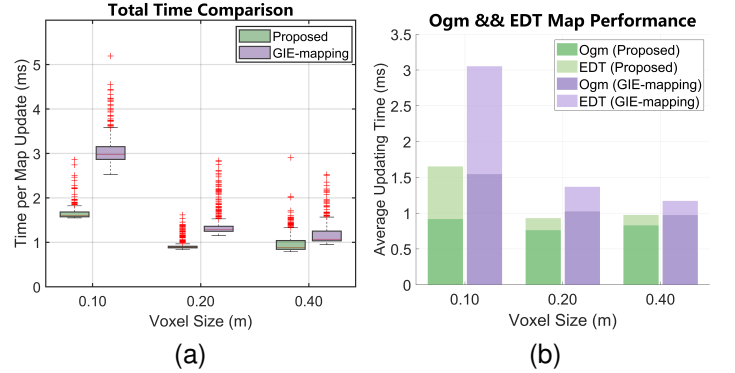 Total Time Comparison
Proposed
GIE-mapping
Time per Map Update (ms)
5
4
3
2
1
0
0.10
0.20
0.40
Voxel Size (m)
(a)
Ogm && EDT Map Performance
Ogm (Proposed)
EDT (Proposed)
Ogm (GIE-mapping)
EDT (GIE-mapping)
Average Updating Time (ms)
3.5
3
2.5
2
1.5
1
0.5
0
0.10
0.20
0.40
Voxel Size (m)
(b)